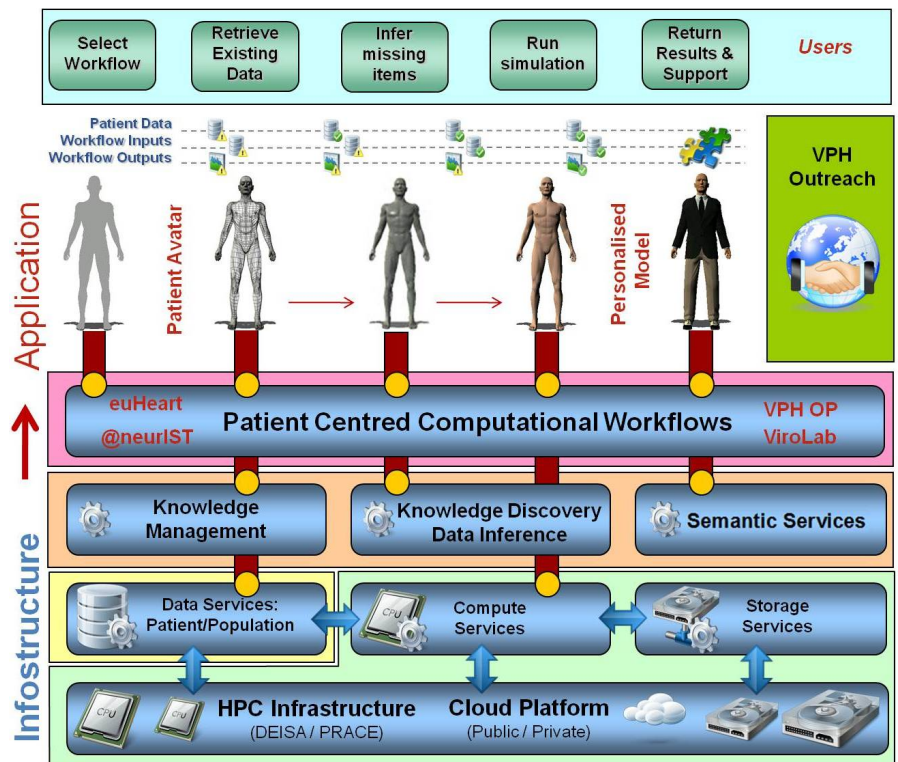 Select
Workflow
Retrieve
Existing
Data
Infer
missing
items
Run
simulation
Return
Results &
Support
Users
Patient Data
Workflow Inputs
Workflow Outputs
VPH
Outreach
Application
Patient Avatar
Personalised
Model
euHeart
@neurIST
Patient Centred Computational Workflows
VPH OP
ViroLab
Knowledge
Management
Knowledge Discovery
Data Inference
Semantic Services
Infostructure
Data Services:
Patient/Population
CPU
Compute
Services
Storage
Services
CPU
CPU
HPC Infrastructure
(DEISA / PRACE)
Cloud Platform
(Public / Private)